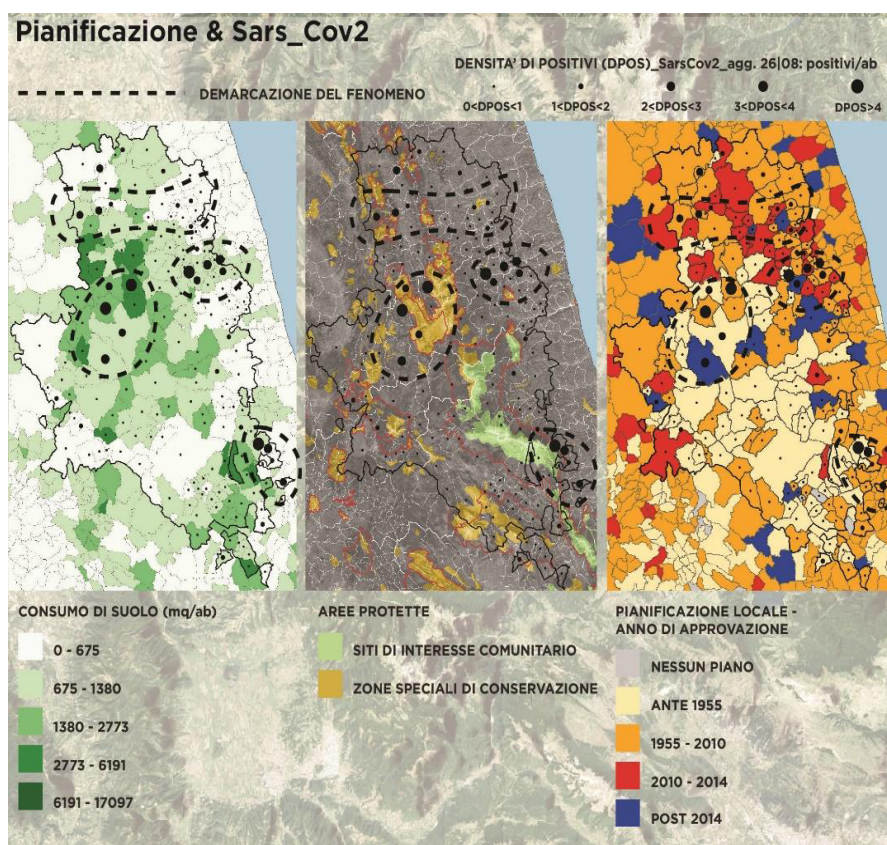 Pianificazione & Sars_Cov2
DENSITA' DI POSITIVI (DPOS)_SarsCov2_agg. 26|08: positivi/ab
DEMARCAZIONE DEL FENOMENO
0<DPOS<1
1<DPOS<2
2<DPOS<3
3<DPOS<4
DPOS>4
CONSUMO DI SUOLO (mq/ab)
0 - 675
675 - 1380
1380 - 2773
2773 - 6191
6191 - 17097
AREE PROTETTE
SITI DI INTERESSE COMUNITARIO
ZONE SPECIALI DI CONSERVAZIONE
PIANIFICAZIONE LOCALE -
ANNO DI APPROVAZIONE
NESSUN PIANO
ANTE 1955
1955 - 2010
2010 - 2014
POST 2014